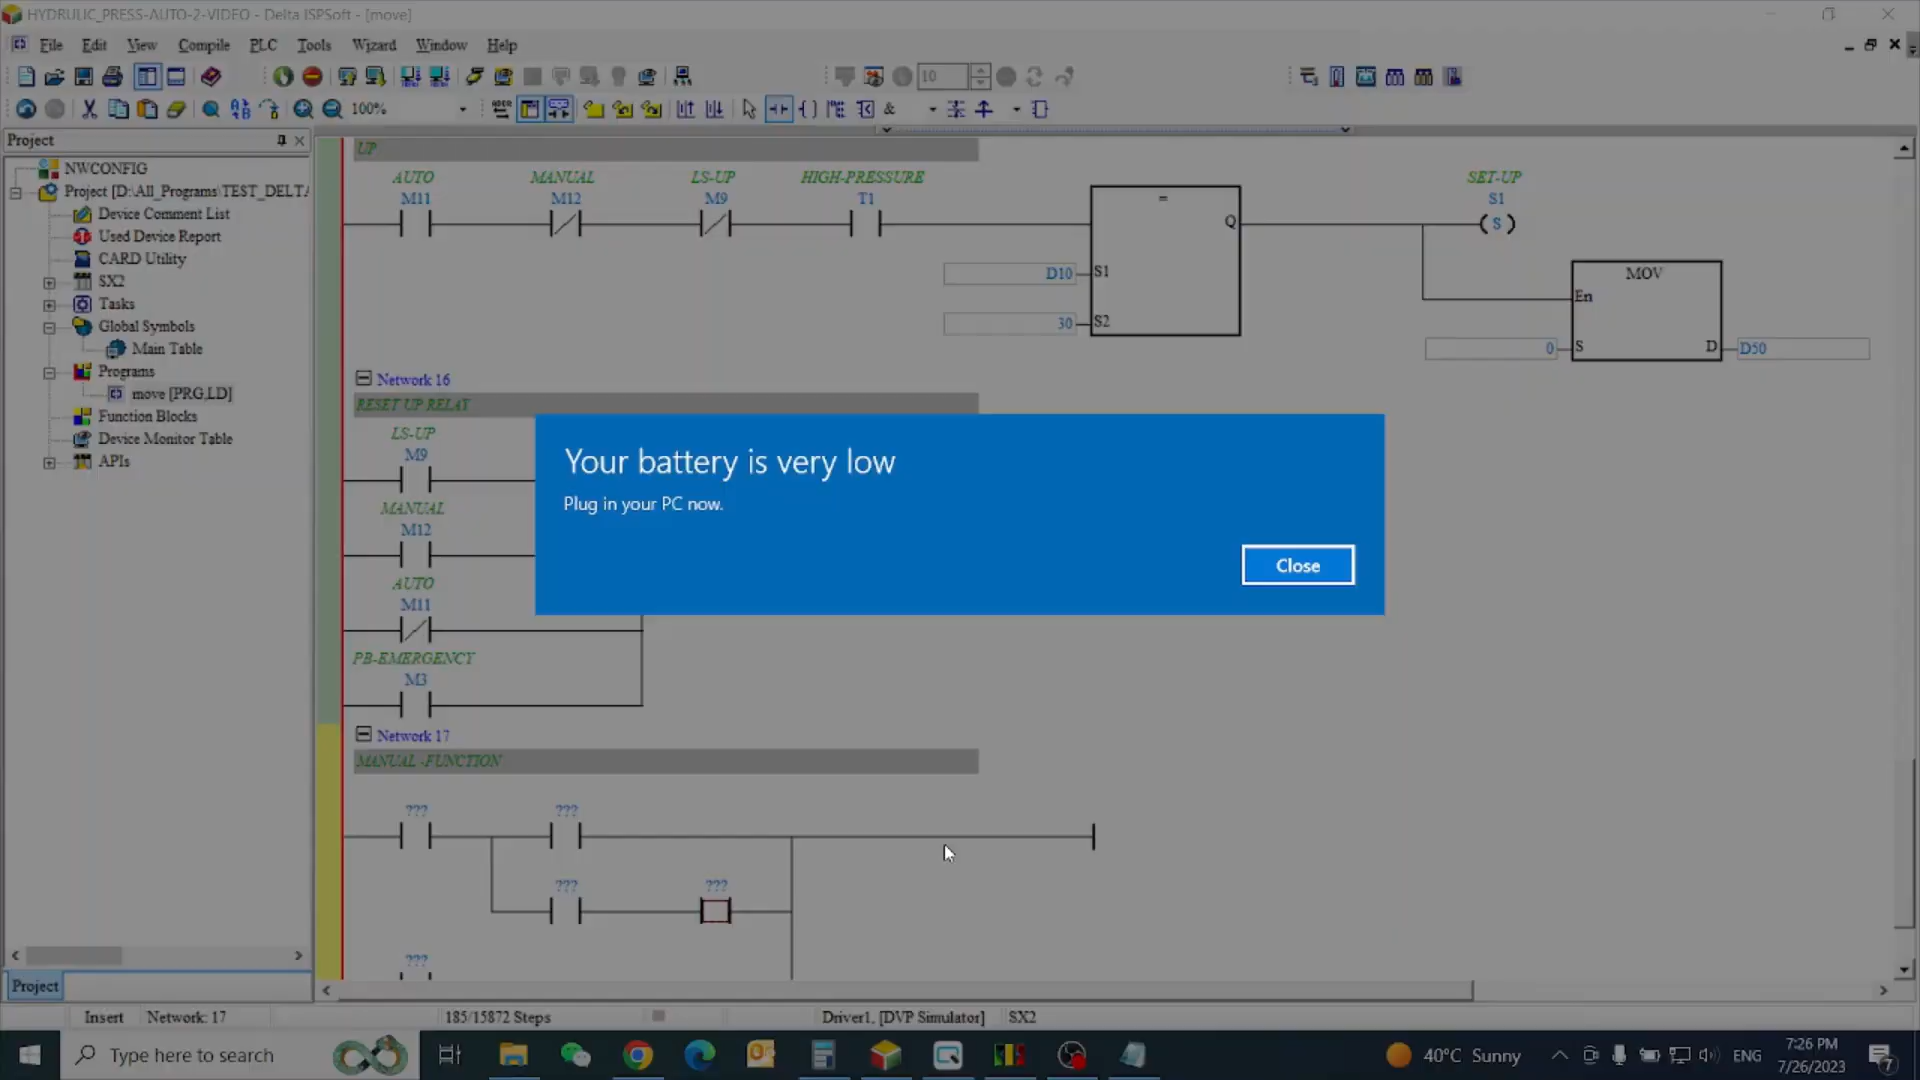 HYDRULIC_PRESS-AUTO-2-VIDEO - Delta ISPSoft - [move]
File Edit View Compile PLC Tools Wizard Window Help
10
100%
Project
NWCONFIG
Project [D:\All_Programs\TEST_DELTA
Device Comment List
Used Device Report
CARD Utility
SX2
Tasks
Global Symbols
Main Table
Programs
move [PRG,LD]
Function Blocks
Device Monitor Table
APIs
Project
UP
AUTO MANUAL LS-UP HIGH-PRESSURE SET-UP
M11 M12 M9 T1 = S1
Q S
D10 S1 MOV
En
30 S2
0 S D D50
Network 16
RESET UP RELAY
LS-UP
M9
MANUAL
M12
AUTO
M11
PB-EMERGENCY
M3
Your battery is very low
Plug in your PC now.
Close
Network 17
MANUAL -FUNCTION
??? ???
??? ???
???
Insert Network: 17 185/15872 Steps Driver1, [DVP Simulator] SX2
Type here to search
40°C Sunny
ENG
7:26 PM
7/26/2023
7